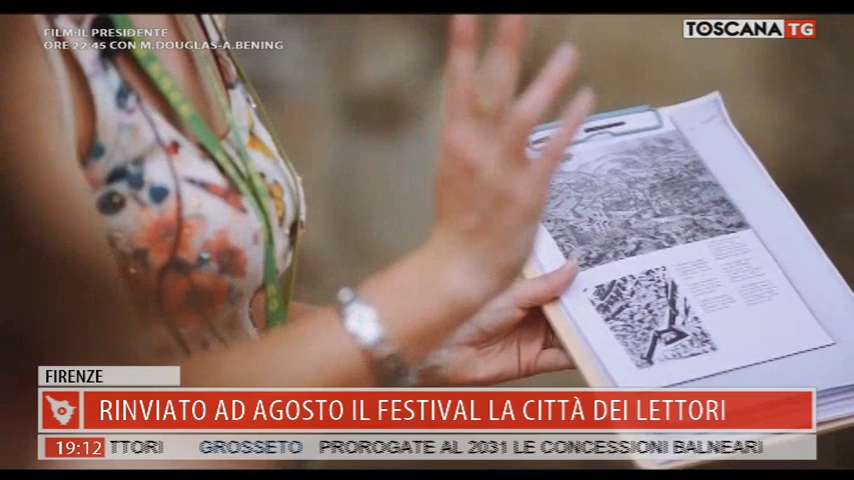 FILM:IL PRESIDENTE
ORE 22.45 CON M.DOUGLAS-A.BENING
TOSCANA TG
FIRENZE
RINVIATO AD AGOSTO IL FESTIVAL LA CITTÀ DEI LETTORI
19:12 TTORI GROSSETO PROROGATE AL 2031 LE CONCESSIONI BALNEARI